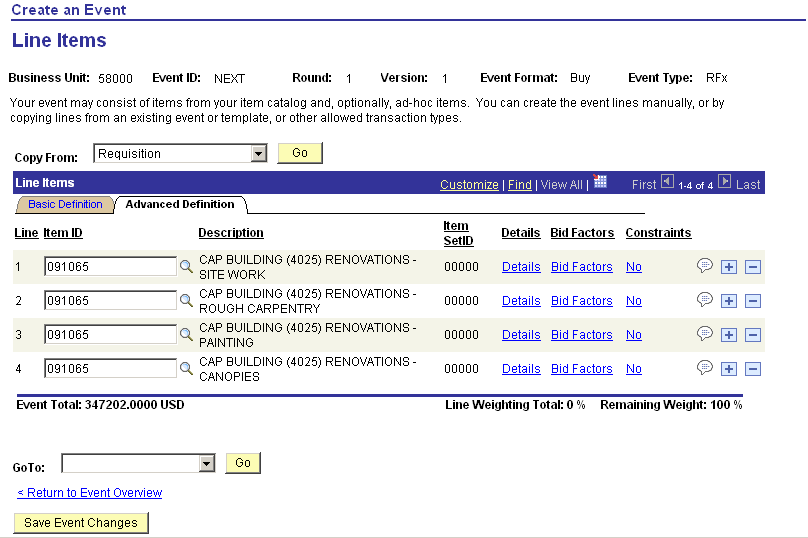 Create an Event
Line Items
Business Unit: 58000 Event ID: NEXT Round: 1 Version: 1 Event Format: Buy Event Type: RFx
Your event may consist of items from your item catalog and, optionally, ad-hoc items. You can create the event lines manually, or by
copying lines from an existing event or template, or other allowed transaction types.
Copy From: Requisition Go
Line Items Customize | Find | View All | First 1-4 of 4 Last
Basic Definition Advanced Definition
Line Item ID Description Item SetID Details Bid Factors Constraints
1 091065 CAP BUILDING (4025) RENOVATIONS - SITE WORK 00000 Details Bid Factors No
2 091065 CAP BUILDING (4025) RENOVATIONS - ROUGH CARPENTRY 00000 Details Bid Factors No
3 091065 CAP BUILDING (4025) RENOVATIONS - PAINTING 00000 Details Bid Factors No
4 091065 CAP BUILDING (4025) RENOVATIONS - CANOPIES 00000 Details Bid Factors No
Event Total: 347202.0000 USD Line Weighting Total: 0 % Remaining Weight: 100 %
GoTo: Go
< Return to Event Overview
Save Event Changes